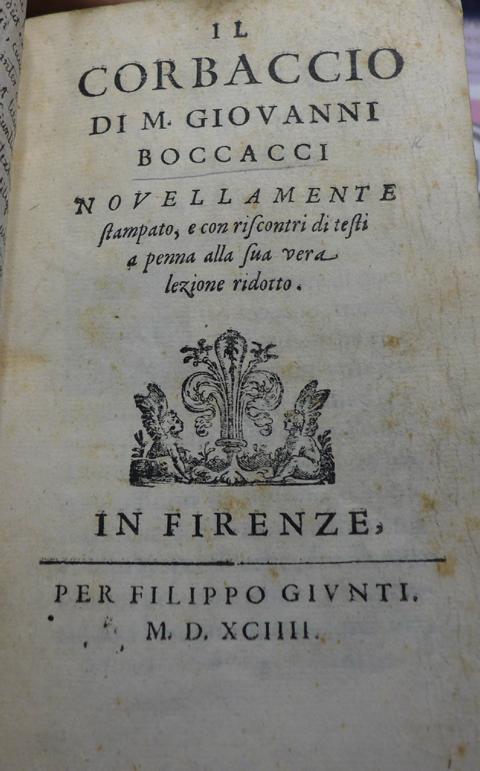 IL
CORBACCIO
DI M. GIOVANNI
BOCCACCI
NOVELLAMENTE
ſtampato, e con riſcontri di teſti
a penna alla ſua vera
lezione ridotto.
IN FIRENZE,
PER FILIPPO GIVNTI.
M. D. XCIIII.